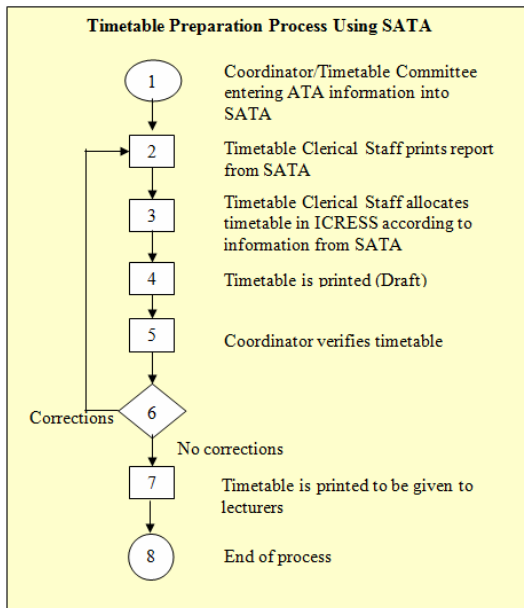 Timetable Preparation Process Using SATA
1
Coordinator/Timetable Committee
entering ATA information into
SATA
2
Timetable Clerical Staff prints report
from SATA
3
Timetable Clerical Staff allocates
timetable in ICRESS according to
information from SATA
4
Timetable is printed (Draft)
5
Coordinator verifies timetable
6
Corrections
No corrections
7
Timetable is printed to be given to
lecturers
8
End of process